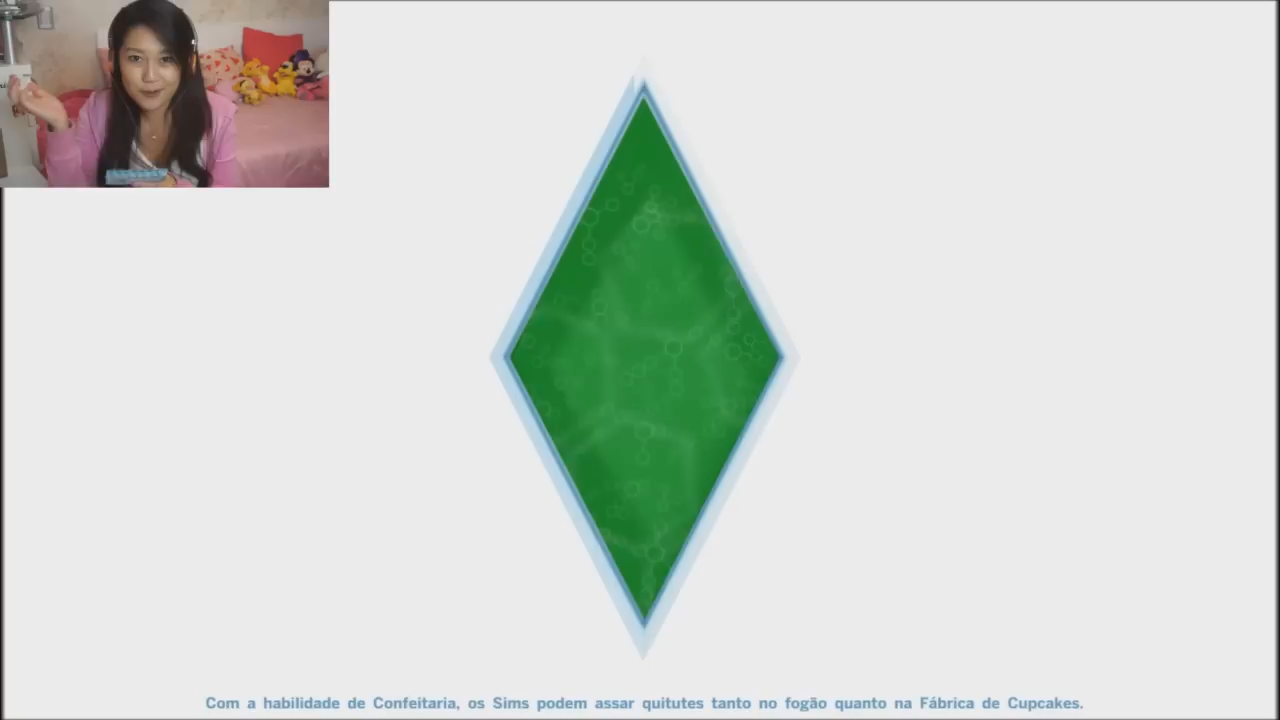 Com a habilidade de Confeitaria, os Sims podem assar quitutes tanto no fogão quanto na Fábrica de Cupcakes.